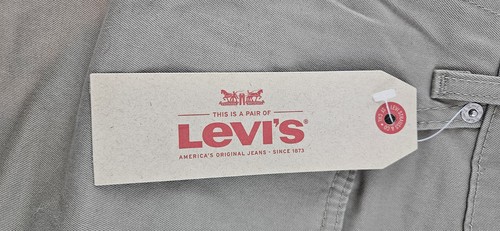 THIS IS A PAIR OF
LEVI'S®
AMERICA'S ORIGINAL JEANS - SINCE 1873